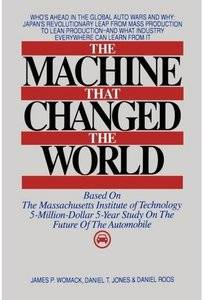 WHO'S AHEAD IN THE GLOBAL AUTO WARS AND WHY:
JAPAN'S REVOLUTIONARY LEAP FROM MASS PRODUCTION
TO LEAN PRODUCTION—AND WHAT INDUSTRY
EVERYWHERE CAN LEARN FROM IT
THE
MACHINE
THAT
CHANGED
THE
WORLD
Based On
The Massachusetts Institute of Technology
5-Million-Dollar 5-Year Study On The
Future Of The Automobile
JAMES P. WOMACK, DANIEL T. JONES & DANIEL ROOS